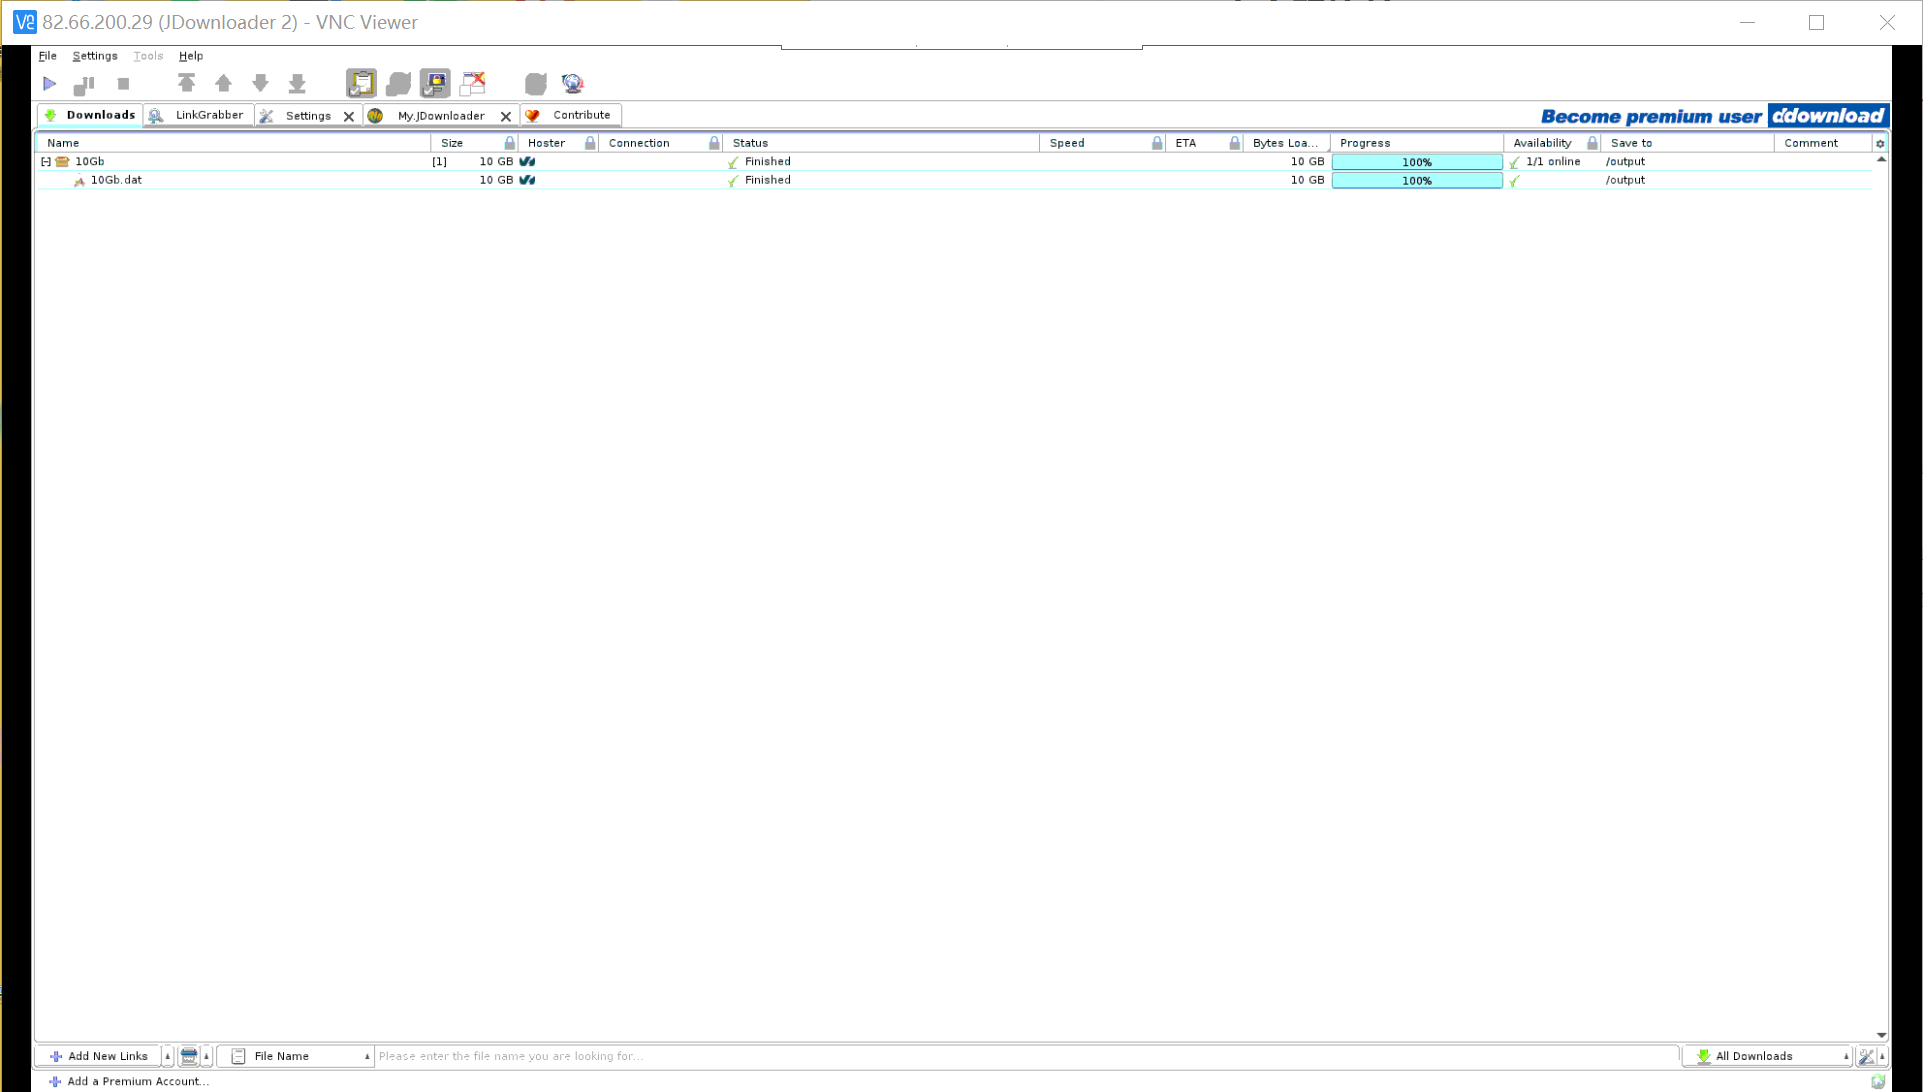 82.66.200.29 (JDownloader 2) - VNC Viewer
File Settings Tools Help
Downloads LinkGrabber Settings My.JDownloader Contribute Become premium user ddownload
Name Size Hoster Connection Status Speed ETA Bytes Loa... Progress Availability Save to Comment
10Gb [1] 10 GB Finished 10 GB 100% 1/1 online /output
10Gb.dat 10 GB Finished 10 GB 100% /output
Add New Links File Name Please enter the file name you are looking for... All Downloads
Add a Premium Account...